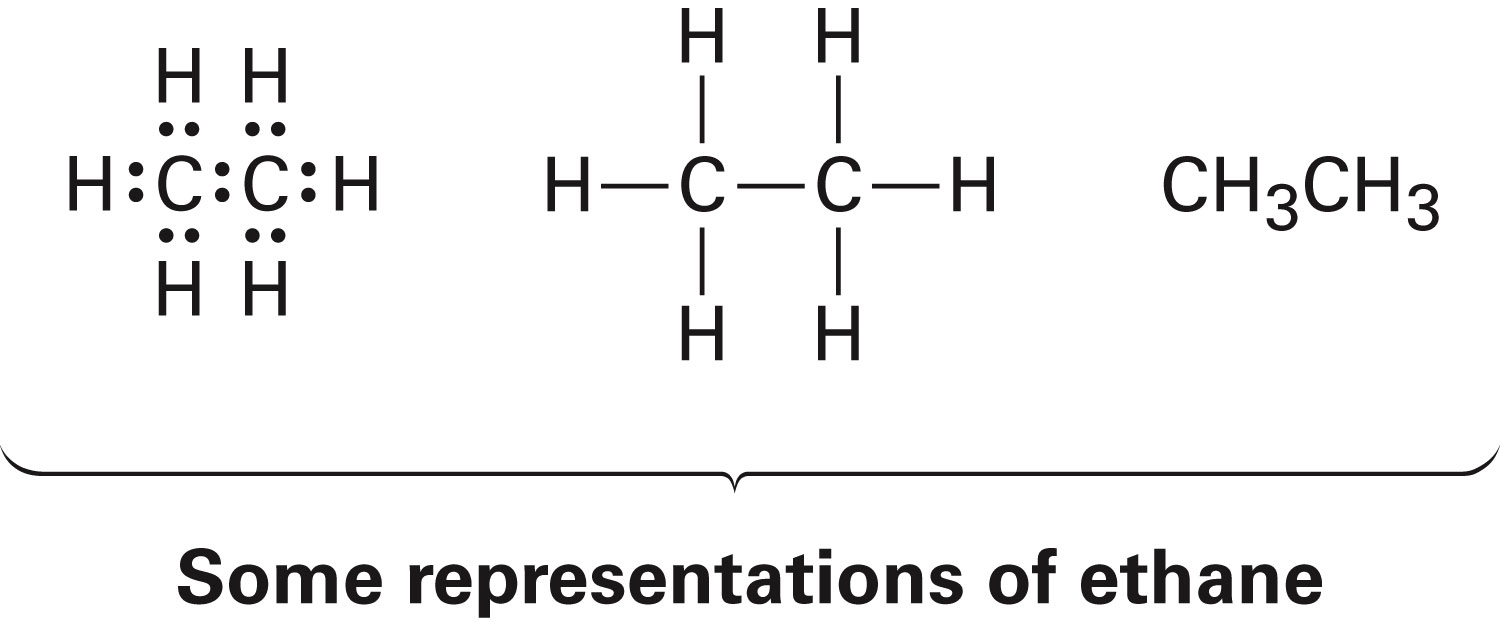 H H H H
H H
H:C:C:H H—C—C—H CH₃CH₃
H H
H H
Some representations of ethane